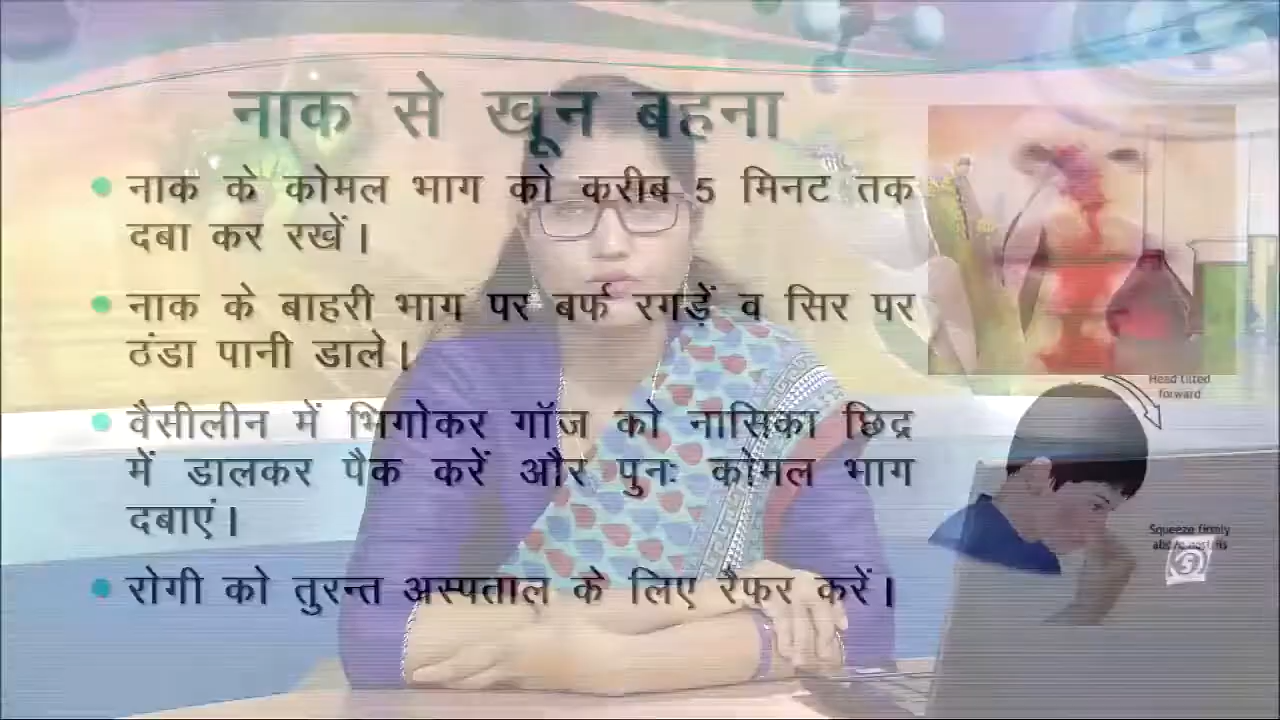 नाक से खून बहना
नाक के कोमल भाग को करीब 5 मिनट तक
दबा कर रखें।
नाक के बाहरी भाग पर बर्फ रगड़ें व सिर पर
ठंडा पानी डाले।
वैसीलीन में भिगोकर गॉज को नासिका छिद्र
में डालकर पैक करें और पुनः कोमल भाग
दबाएं।
रोगी को तुरन्त अस्पताल के लिए रैफर करें।
Head tilted
forward
Squeeze firmly